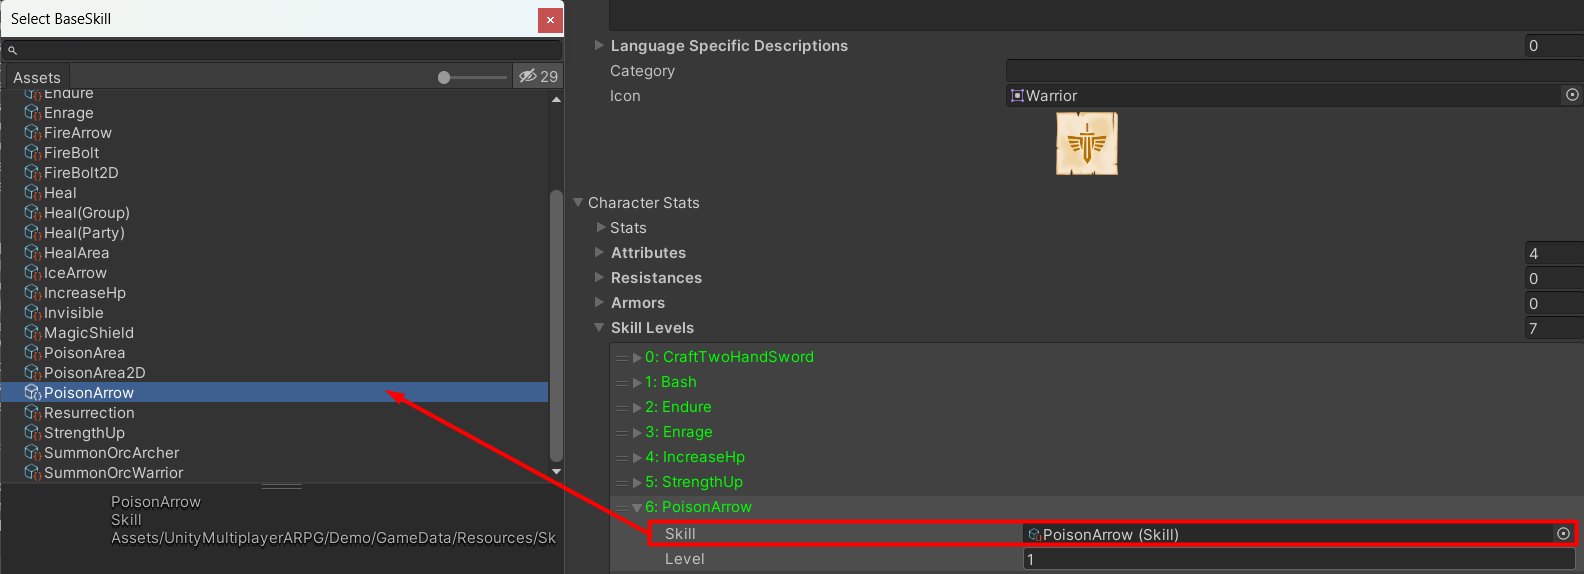 Select BaseSkill
×
Assets
29
Endure
Enrage
FireArrow
FireBolt
FireBolt2D
Heal
Heal(Group)
Heal(Party)
HealArea
IceArrow
IncreaseHp
Invisible
MagicShield
PoisonArea
PoisonArea2D
PoisonArrow
Resurrection
StrengthUp
SummonOrcArcher
SummonOrcWarrior
PoisonArrow
Skill
Assets/UnityMultiplayerARPG/Demo/GameData/Resources/Sk
Language Specific Descriptions 0
Category
Icon Warrior
Character Stats
Stats
Attributes 4
Resistances 0
Armors 0
Skill Levels 7
0: CraftTwoHandSword
1: Bash
2: Endure
3: Enrage
4: IncreaseHp
5: StrengthUp
6: PoisonArrow
Skill PoisonArrow (Skill)
Level 1